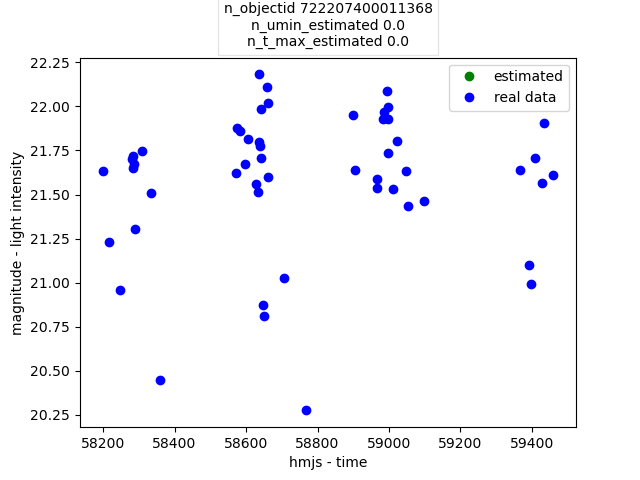 n_objectid 722207400011368
n_umin_estimated 0.0
n_t_max_estimated 0.0
estimated
real data
magnitude - light intensity
22.25
22.00
21.75
21.50
21.25
21.00
20.75
20.50
20.25
58200 58400 58600 58800 59000 59200 59400
hmjs - time